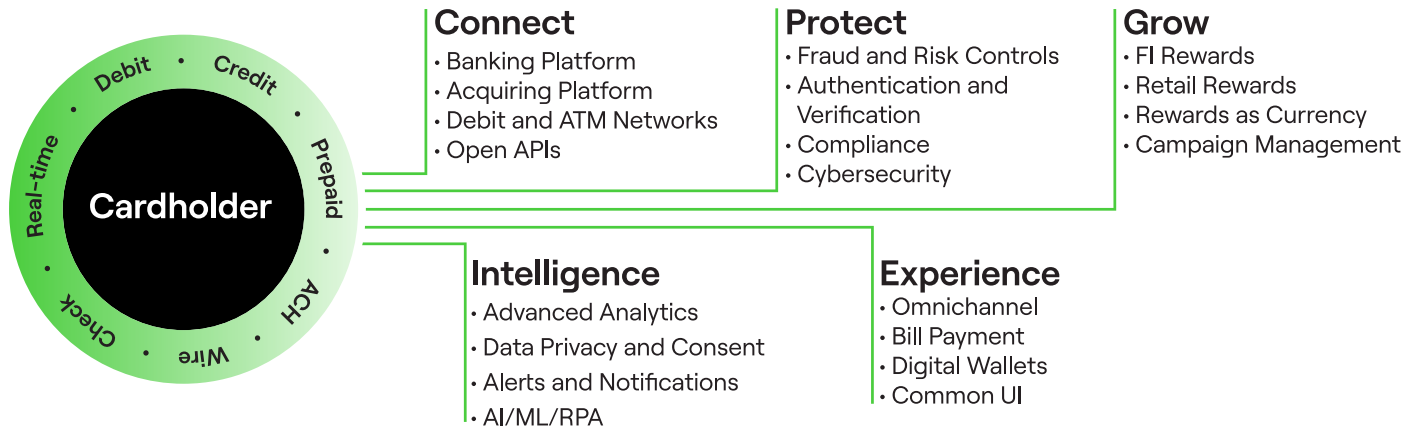 Cardholder
Debit
•
Credit
•
Prepaid
•
ACH
•
Wire
•
Check
•
Real-time
•
Connect
• Banking Platform
• Acquiring Platform
• Debit and ATM Networks
• Open APIs
Protect
• Fraud and Risk Controls
• Authentication and
Verification
• Compliance
• Cybersecurity
Grow
• FI Rewards
• Retail Rewards
• Rewards as Currency
• Campaign Management
Intelligence
• Advanced Analytics
• Data Privacy and Consent
• Alerts and Notifications
• AI/ML/RPA
Experience
• Omnichannel
• Bill Payment
• Digital Wallets
• Common UI